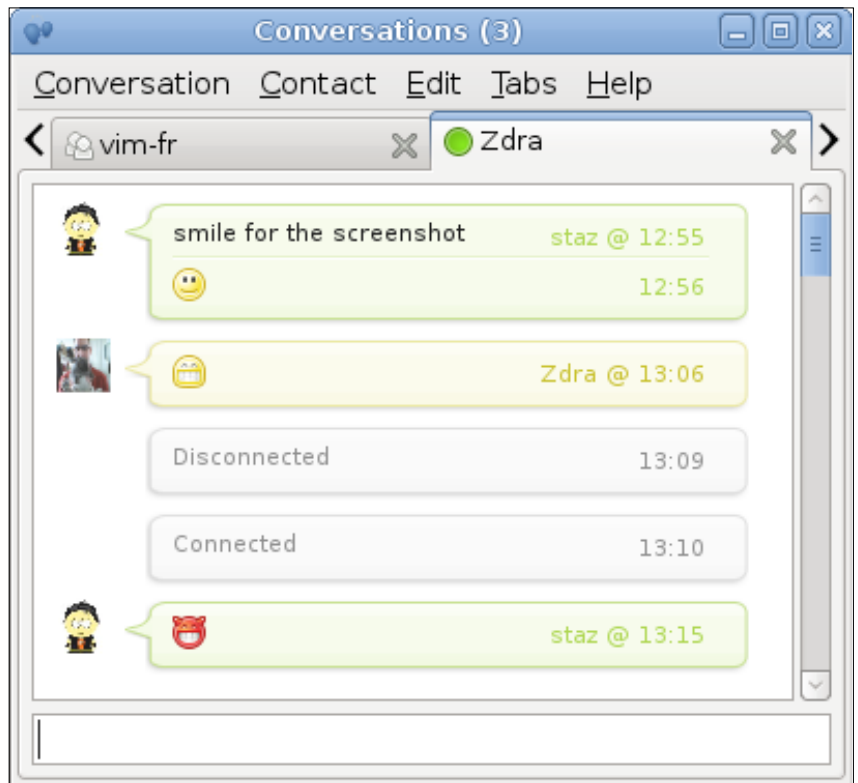 Conversations (3)
Conversation Contact Edit Tabs Help
vim-fr Zdra
smile for the screenshot staz @ 12:55
12:56
Zdra @ 13:06
Disconnected 13:09
Connected 13:10
staz @ 13:15